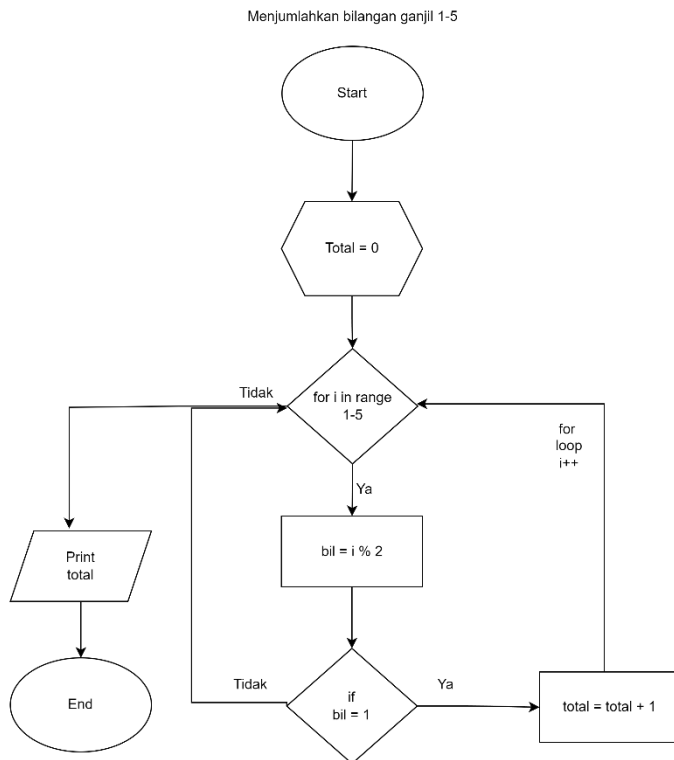 Menjumlahkan bilangan ganjil 1-5
Start
Total = 0
for i in range
1-5
Tidak
for
loop
i++
Ya
bil = i % 2
Print
total
if
bil = 1
Tidak
Ya
total = total + 1
End